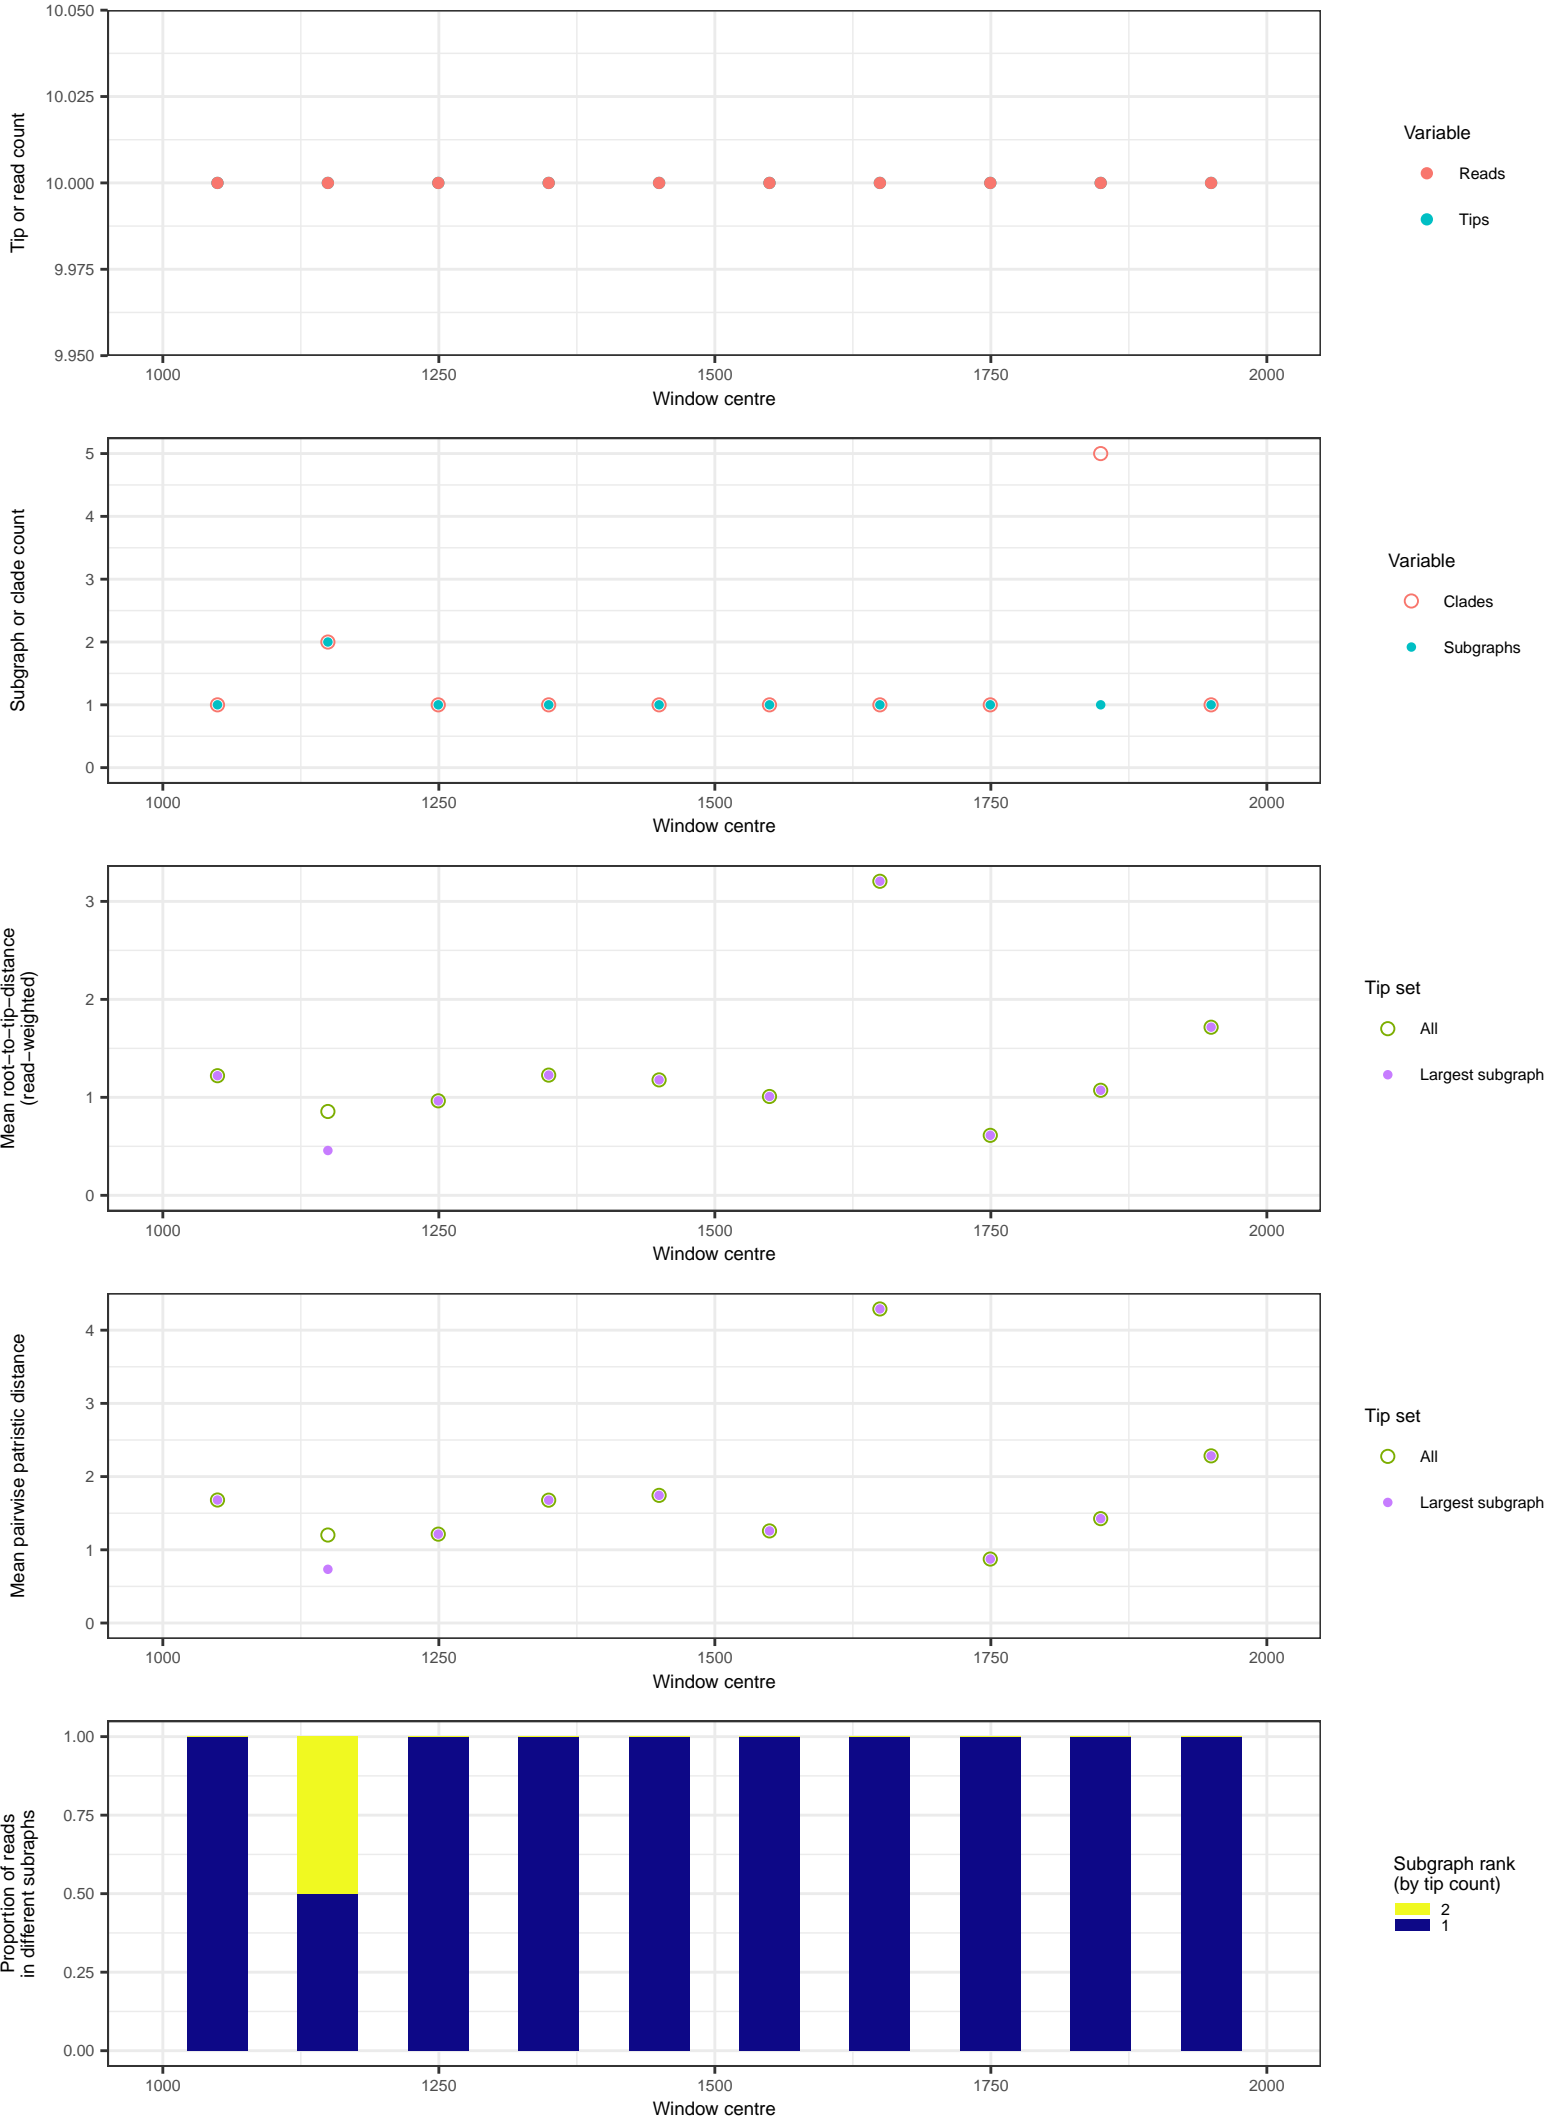 10.050
10.025
10.000
9.975
9.950
Tip or read count
1000 1250 1500 1750 2000
Window centre
Variable
Reads
Tips
5
4
3
2
1
0
Subgraph or clade count
1000 1250 1500 1750 2000
Window centre
Variable
Clades
Subgraphs
3
2
1
0
Mean root−to−tip−distance
(read−weighted)
1000 1250 1500 1750 2000
Window centre
Tip set
All
Largest subgraph
4
3
2
1
0
Mean pairwise patristic distance
1000 1250 1500 1750 2000
Window centre
Tip set
All
Largest subgraph
1.00
0.75
0.50
0.25
0.00
Proportion of reads
in different subraphs
1000 1250 1500 1750 2000
Window centre
Subgraph rank
(by tip count)
2
1